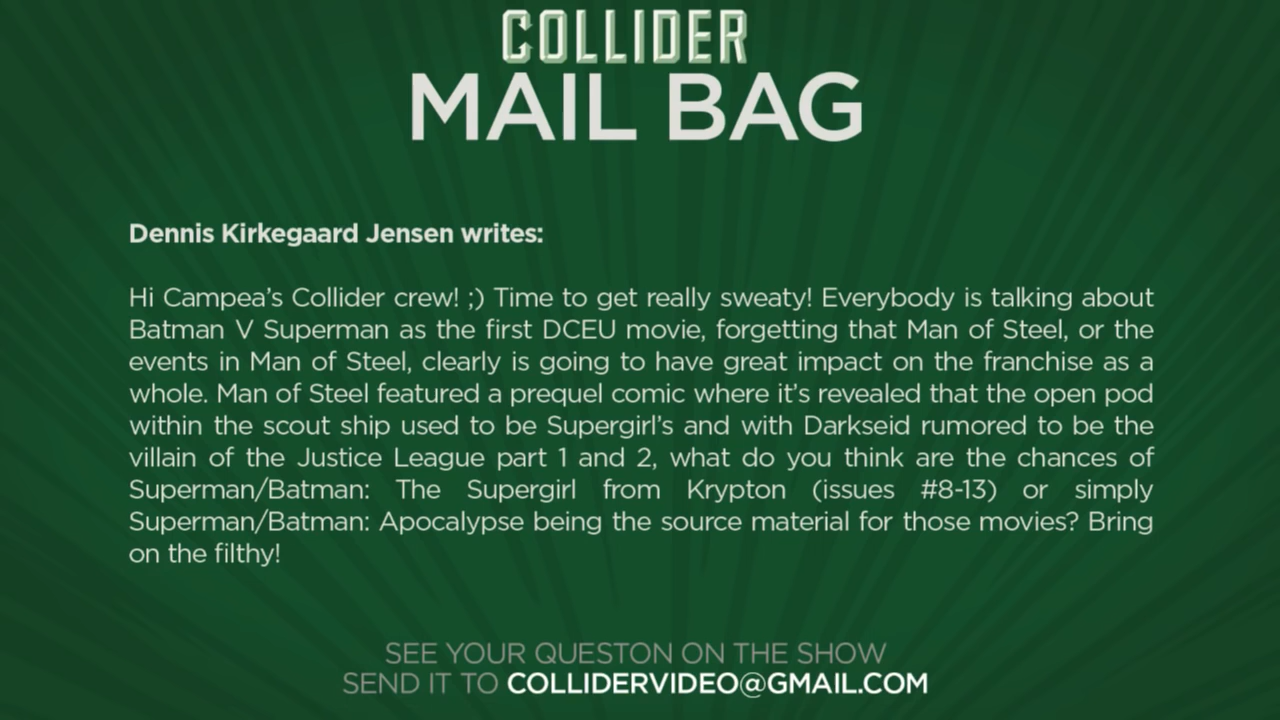 COLLIDER
MAIL BAG
Dennis Kirkegaard Jensen writes:
Hi Campea’s Collider crew! ;) Time to get really sweaty! Everybody is talking about
Batman V Superman as the first DCEU movie, forgetting that Man of Steel, or the
events in Man of Steel, clearly is going to have great impact on the franchise as a
whole. Man of Steel featured a prequel comic where it’s revealed that the open pod
within the scout ship used to be Supergirl’s and with Darkseid rumored to be the
villain of the Justice League part 1 and 2, what do you think are the chances of
Superman/Batman: The Supergirl from Krypton (issues #8-13) or simply
Superman/Batman: Apocalypse being the source material for those movies? Bring
on the filthy!
SEE YOUR QUESTON ON THE SHOW
SEND IT TO COLLIDERVIDEO@GMAIL.COM